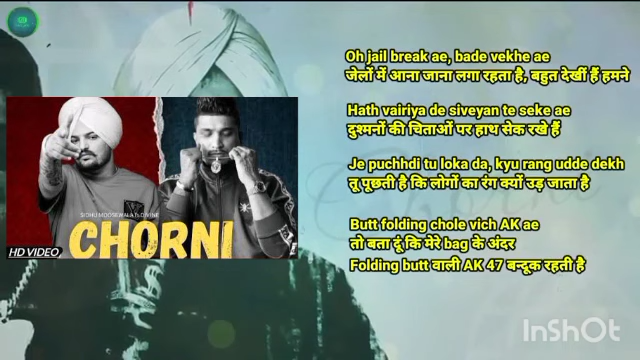 Oh jail break ae, bade vekhe ae
जेलों में आना जाना लगा रहता है, बहुत देखीं हैं हमने
Hath vairiya de siveyan te seke ae
दुश्मनों की चिताओं पर हाथ सेक रखे हैं
Je puchhdi tu loka da, kyu rang udde dekh
तू पूछती है कि लोगों का रंग क्यों उड़ जाता है
Butt folding chole vich AK ae
तो बता दूं कि मेरे bag के अंदर
Folding butt वाली AK 47 बन्दूक रहती है
SIDHU MOOSEWALA ft DIVINE
CHORNI
HD VIDEO
InShOt